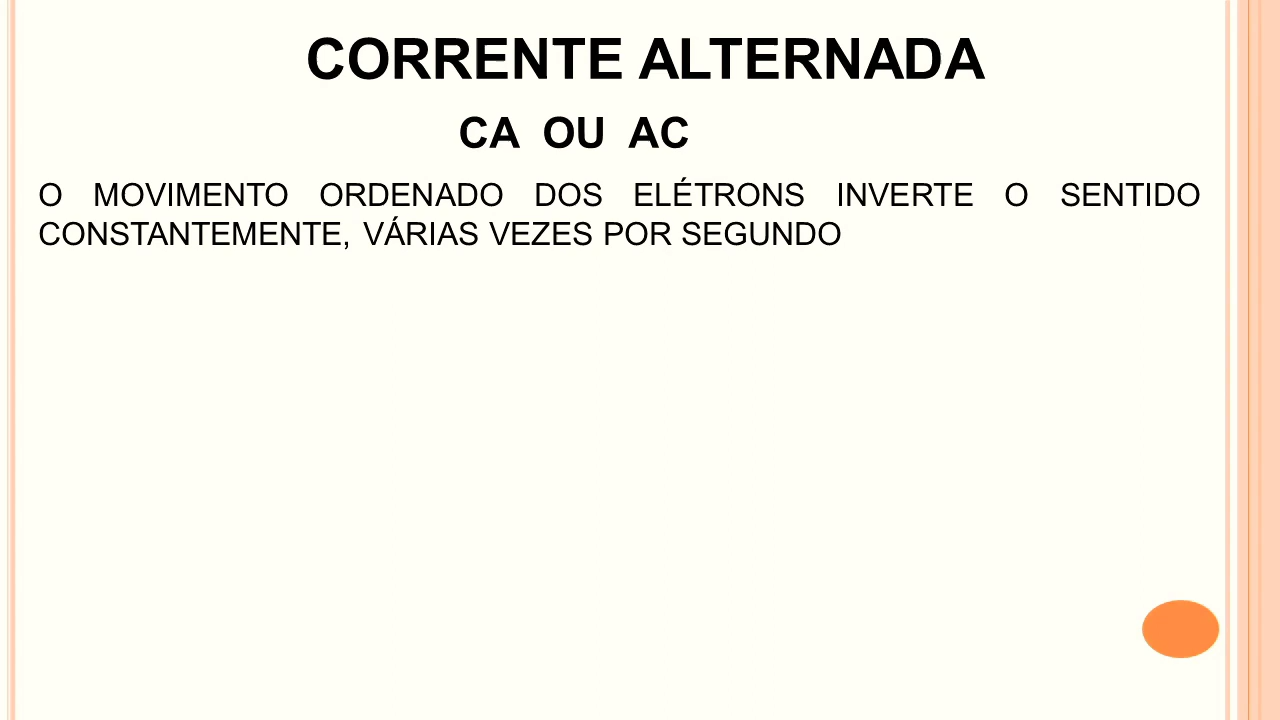 CORRENTE ALTERNADA
CA OU AC
O MOVIMENTO ORDENADO DOS ELÉTRONS INVERTE O SENTIDO
CONSTANTEMENTE, VÁRIAS VEZES POR SEGUNDO